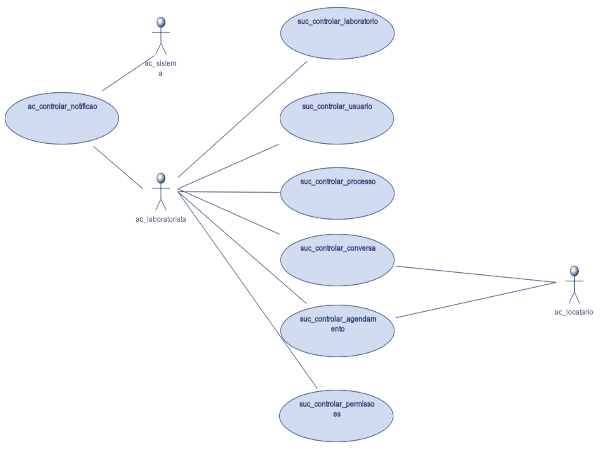 suc_controlar_laboratorio
ac_sistem
a
ac_controlar_notificao
suc_controlar_usuario
suc_controlar_processo
ac_laboratorista
suc_controlar_conversa
ac_locatario
suc_controlar_agendam
ento
suc_controlar_permisso
es